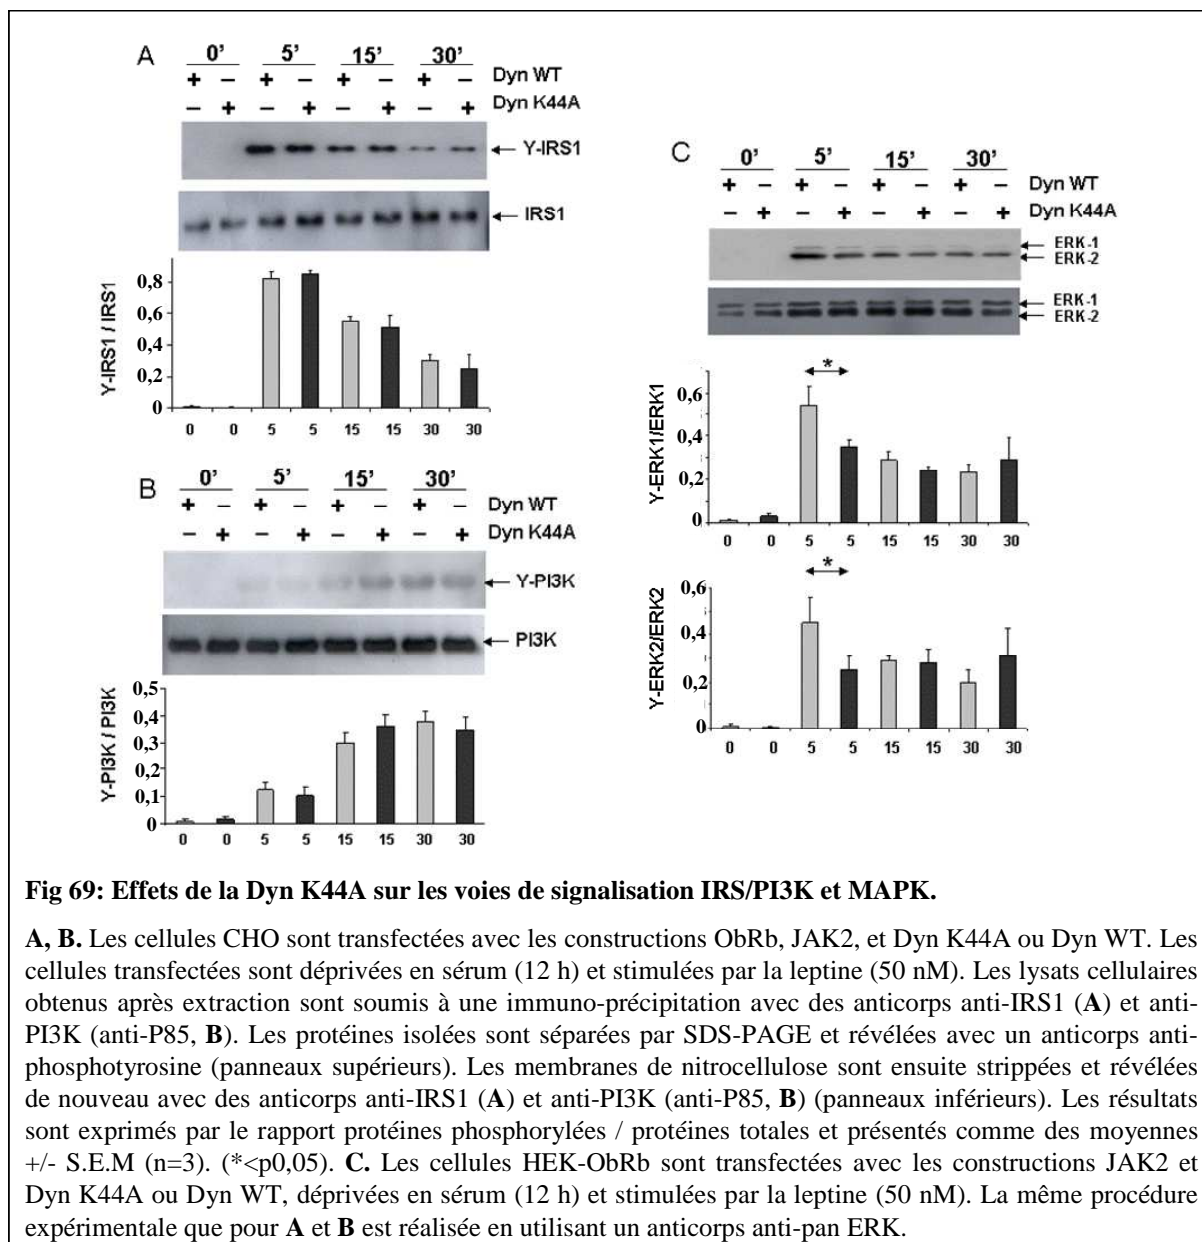 A
0’ 5’ 15’ 30’
+ – + – + – + – Dyn WT
– + – + – + – + Dyn K44A
Y-IRS1
IRS1
Y-IRS1 / IRS1
0,8
0,6
0,4
0,2
0
0 0 5 5 15 15 30 30
B
0’ 5’ 15’ 30’
+ – + – + – + – Dyn WT
– + – + – + – + Dyn K44A
Y-PI3K
PI3K
Y-PI3K / PI3K
0,5
0,4
0,3
0,2
0,1
0
0 0 5 5 15 15 30 30
C
0’ 5’ 15’ 30’
+ – + – + – + – Dyn WT
– + – + – + – + Dyn K44A
ERK-1
ERK-2
ERK-1
ERK-2
*
Y-ERK1/ERK1
0,6
0,4
0,2
0
0 0 5 5 15 15 30 30
*
Y-ERK2/ERK2
0,6
0,4
0,2
0
0 0 5 5 15 15 30 30
Fig 69: Effets de la Dyn K44A sur les voies de signalisation IRS/PI3K et MAPK.
A, B. Les cellules CHO sont transfectées avec les constructions ObRb, JAK2, et Dyn K44A ou Dyn WT. Les
cellules transfectées sont déprivées en sérum (12 h) et stimulées par la leptine (50 nM). Les lysats cellulaires
obtenus après extraction sont soumis à une immuno-précipitation avec des anticorps anti-IRS1 (A) et anti-
PI3K (anti-P85, B). Les protéines isolées sont séparées par SDS-PAGE et révélées avec un anticorps anti-
phosphotyrosine (panneaux supérieurs). Les membranes de nitrocellulose sont ensuite strippées et révélées
de nouveau avec des anticorps anti-IRS1 (A) et anti-PI3K (anti-P85, B) (panneaux inférieurs). Les résultats
sont exprimés par le rapport protéines phosphorylées / protéines totales et présentés comme des moyennes
+/- S.E.M (n=3). (*<p0,05). C. Les cellules HEK-ObRb sont transfectées avec les constructions JAK2 et
Dyn K44A ou Dyn WT, déprivées en sérum (12 h) et stimulées par la leptine (50 nM). La même procédure
expérimentale que pour A et B est réalisée en utilisant un anticorps anti-pan ERK.